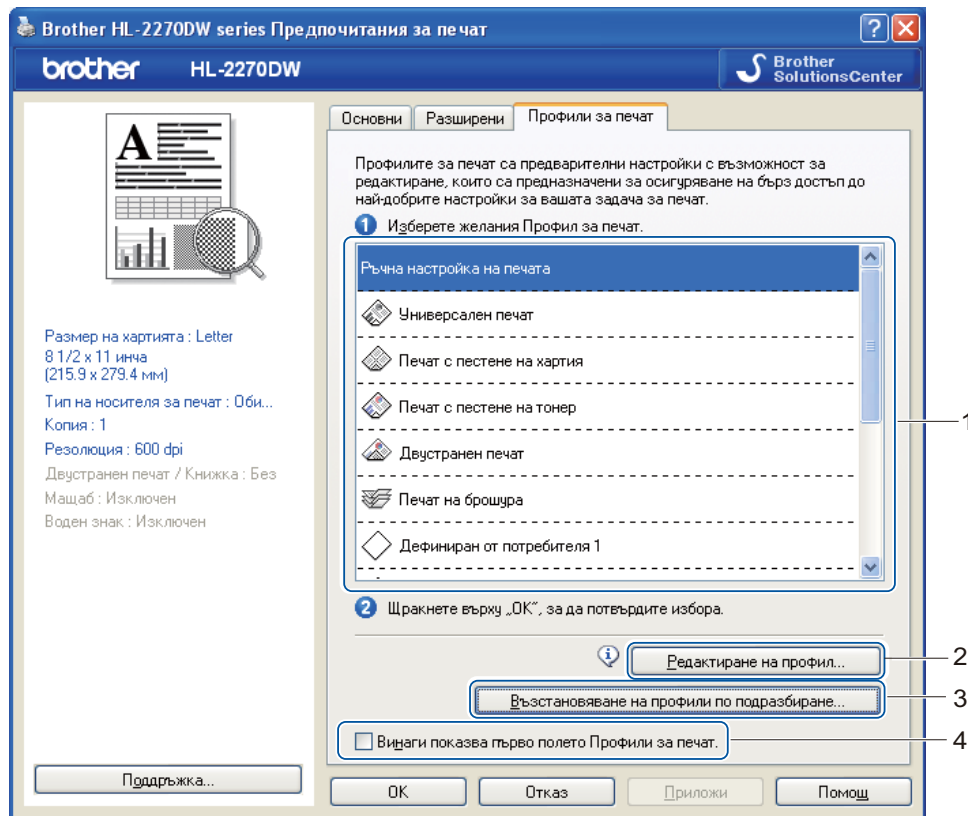 Brother HL-2270DW series Предпочитания за печат
brother HL-2270DW
Brother
SolutionsCenter
A
Размер на хартията : Letter
8 1/2 x 11 инча
(215.9 x 279.4 мм)
Тип на носителя за печат : Оби...
Копия : 1
Резолюция : 600 dpi
Двустранен печат / Книжка : Без
Мащаб : Изключен
Воден знак : Изключен
Поддръжка...
Основни Разширени Профили за печат
Профилите за печат са предварителни настройки с възможност за
редактиране, които са предназначени за осигуряване на бърз достъп до
най-добрите настройки за вашата задача за печат.
1 Изберете желания Профил за печат.
Ръчна настройка на печата
Универсален печат
Печат с пестене на хартия
Печат с пестене на тонер
Двустранен печат
Печат на брошура
Дефиниран от потребителя 1
1
2 Щракнете върху „OK“, за да потвърдите избора.
Редактиране на профил...
2
Възстановяване на профили по подразбиране...
3
Винаги показва първо полето Профили за печат.
4
OK Отказ Приложи Помощ